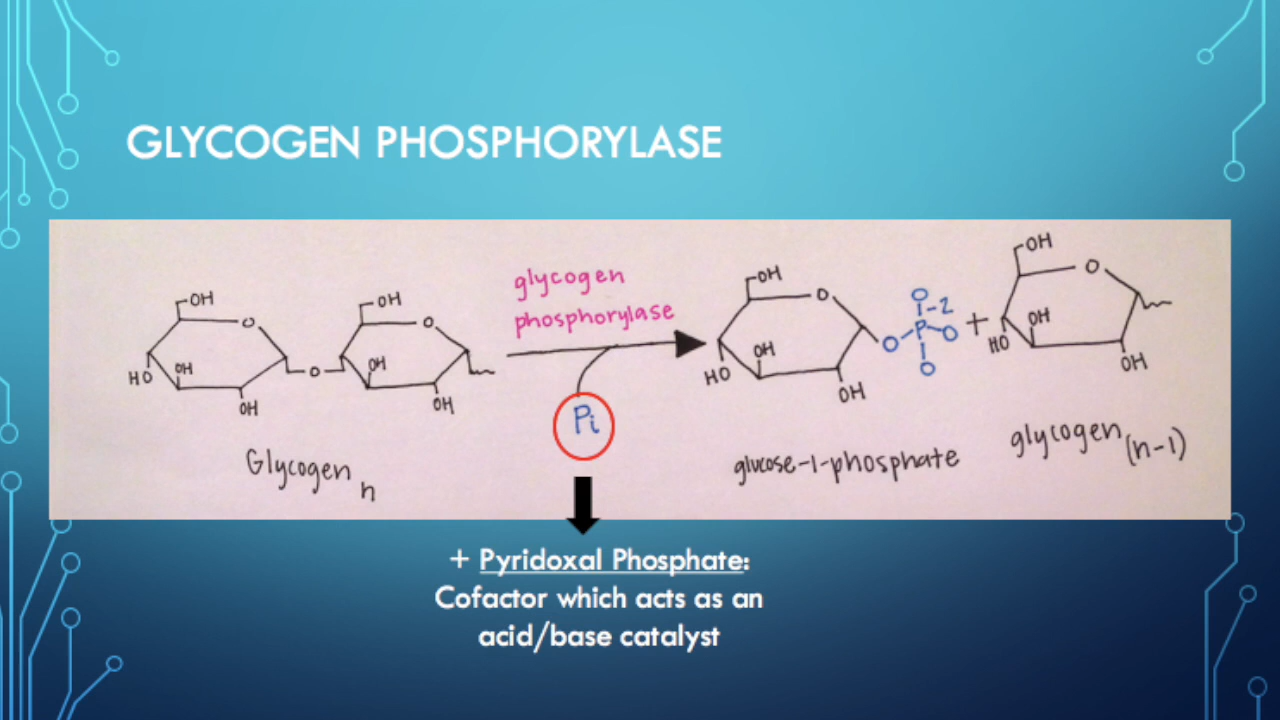 GLYCOGEN PHOSPHORYLASE
OH
O
HO
OH
OH
O
OH
O
OH
OH
Glycogen n
glycogen
phosphorylase
Pi
OH
O
HO
OH
OH
O
O
-2
P
O
O
glucose-1-phosphate
+
OH
O
HO
OH
OH
glycogen (n-1)
+ Pyridoxal Phosphate:
Cofactor which acts as an
acid/base catalyst